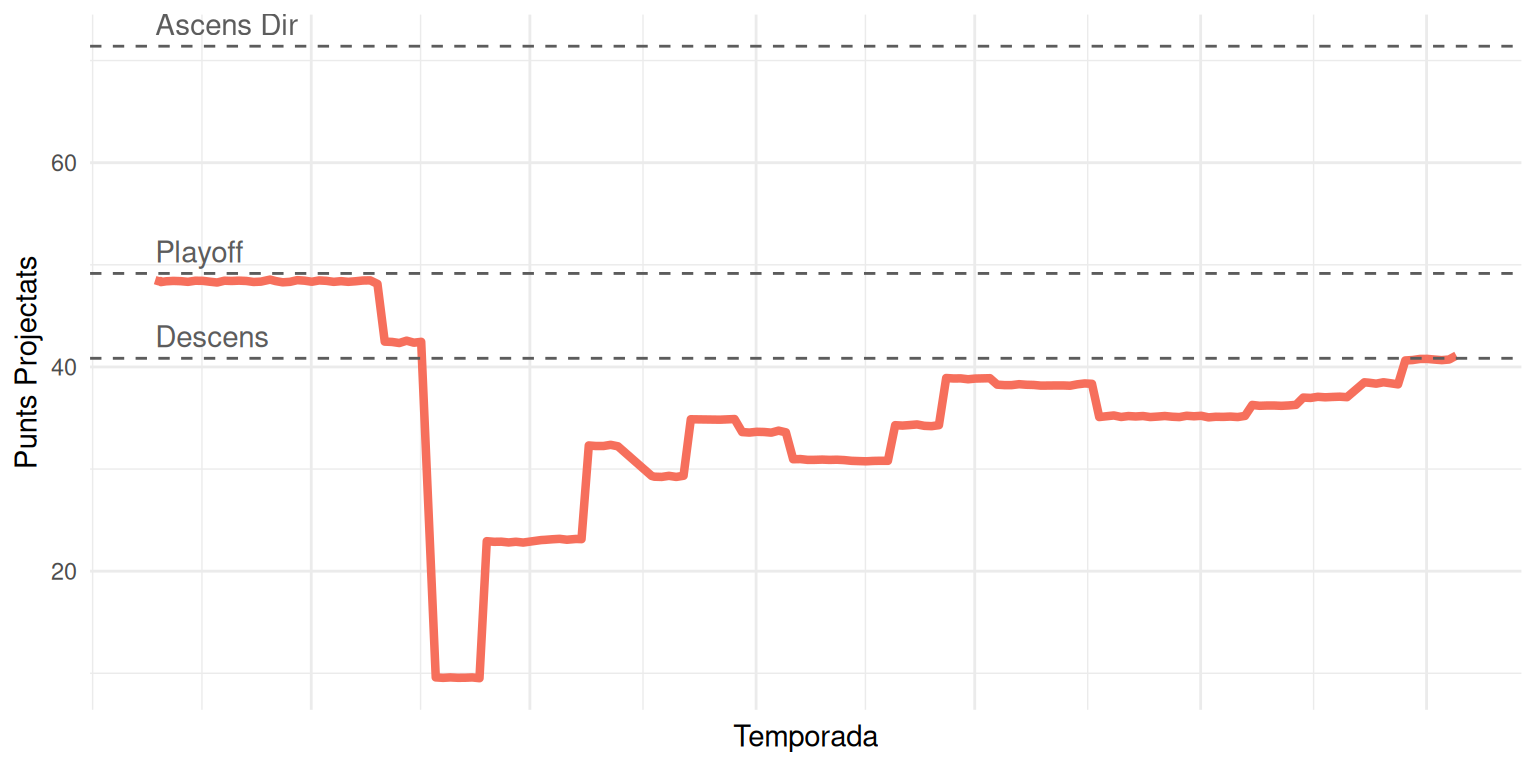 Ascens Dir
60
Playoff
Descens
40
20
Punts Projectats
Temporada